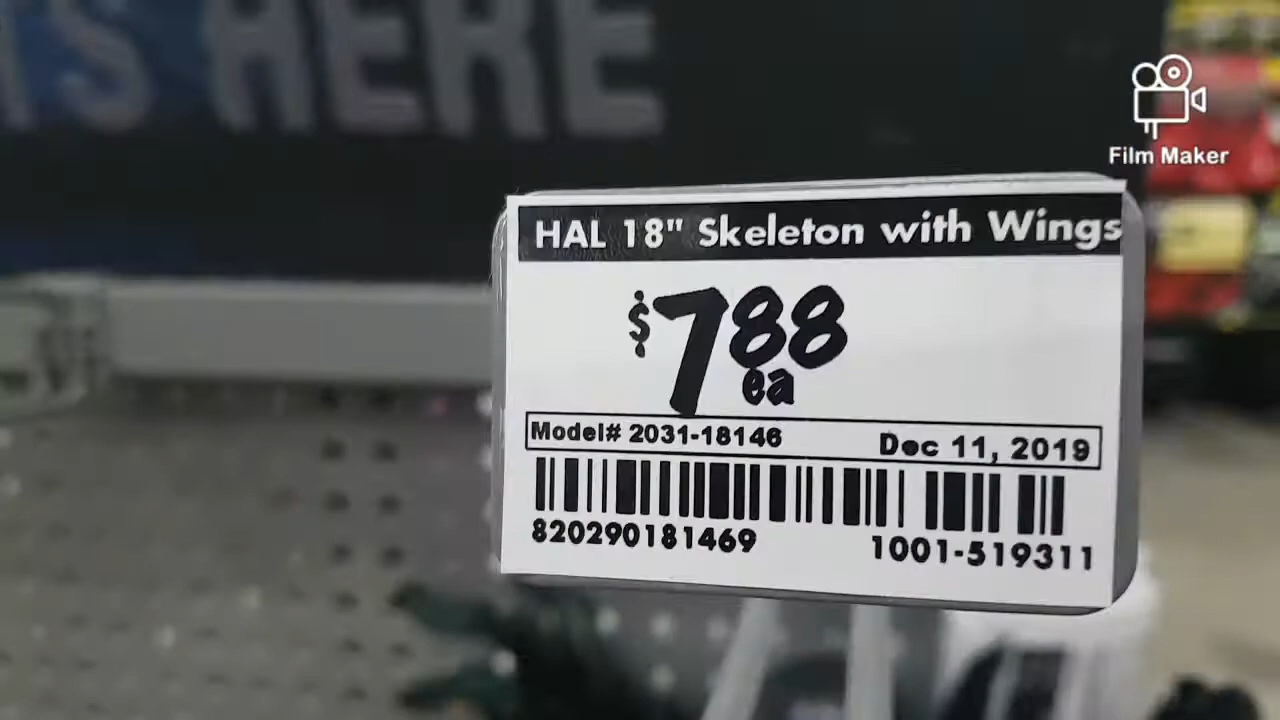 TS HERE
Film Maker
HAL 18" Skeleton with Wings
$788
ea
Model# 2031-18146 Dec 11, 2019
820290181469 1001-519311